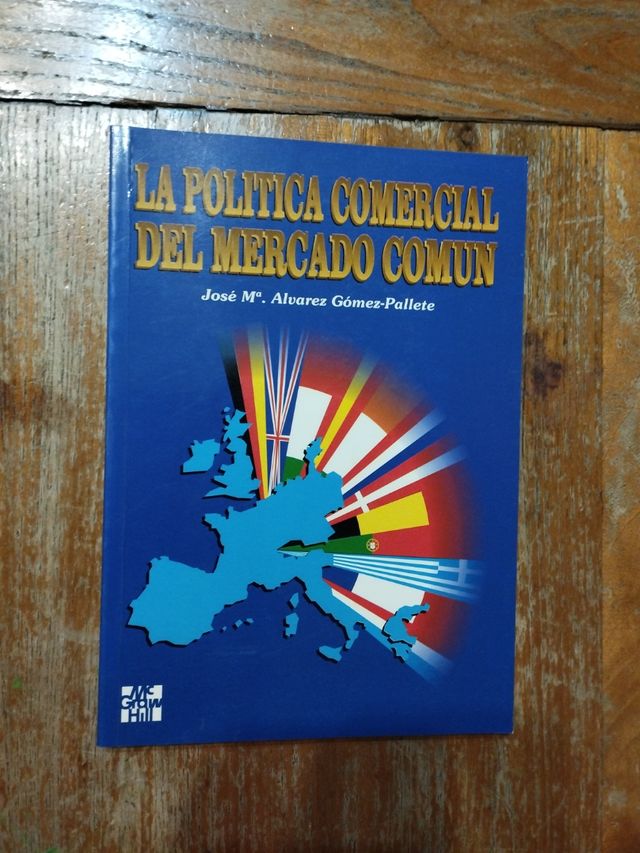 LA POLITICA COMERCIAL
DEL MERCADO COMUN
José Mª. Alvarez Gómez-Pallete
Mc
Graw
Hill